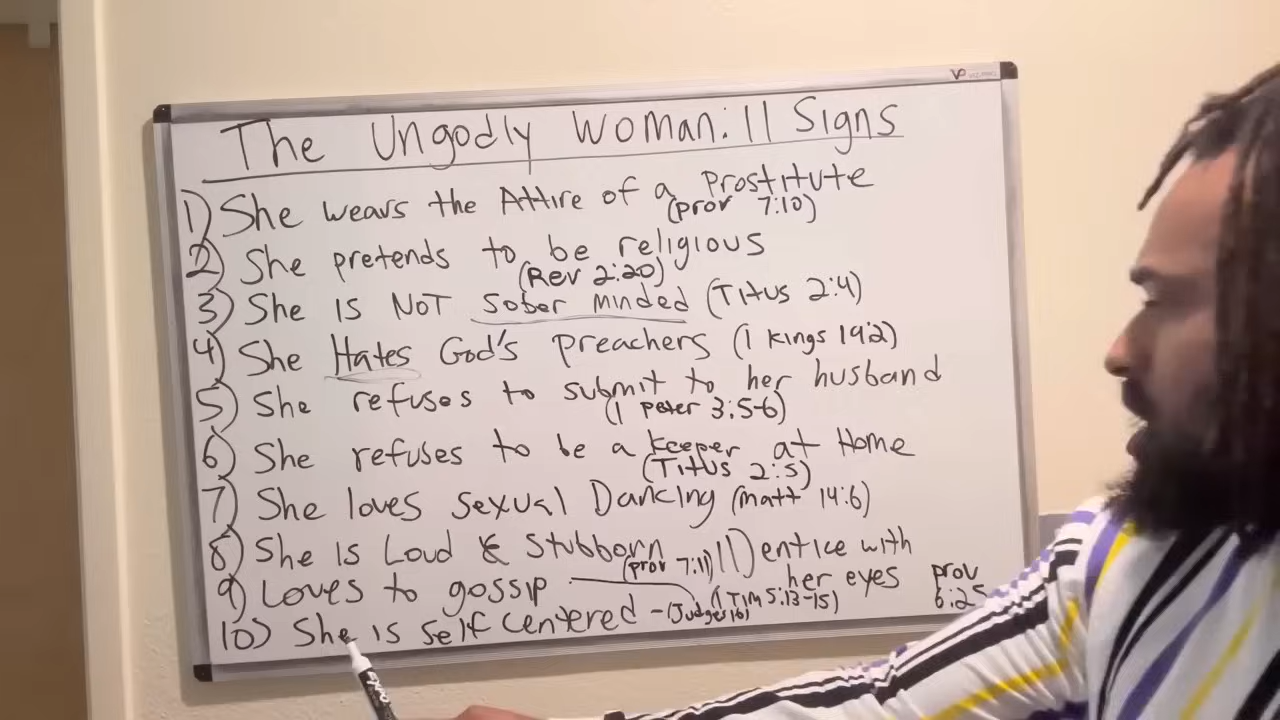 The Ungodly Woman: 11 Signs
1) She wears the Attire of a Prostitute
(prov 7:10)
2) She pretends to be religious
(Rev 2:20)
3) She is NOT Sober minded (Titus 2:4)
4) She Hates God's preachers (1 Kings 19:2)
5) She refuses to submit to her husband
(1 Peter 3:5-6)
6) She refuses to be a keeper at Home
(Titus 2:5)
7) She loves Sexual Dancing (Matt 14:6)
8) She is Loud & Stubborn (prov 7:11)
9) Loves to gossip (1 Tim 5:13-15)
10) She is Self Centered - (Judges 16)
11) entice with her eyes prov 6:25
EXPO